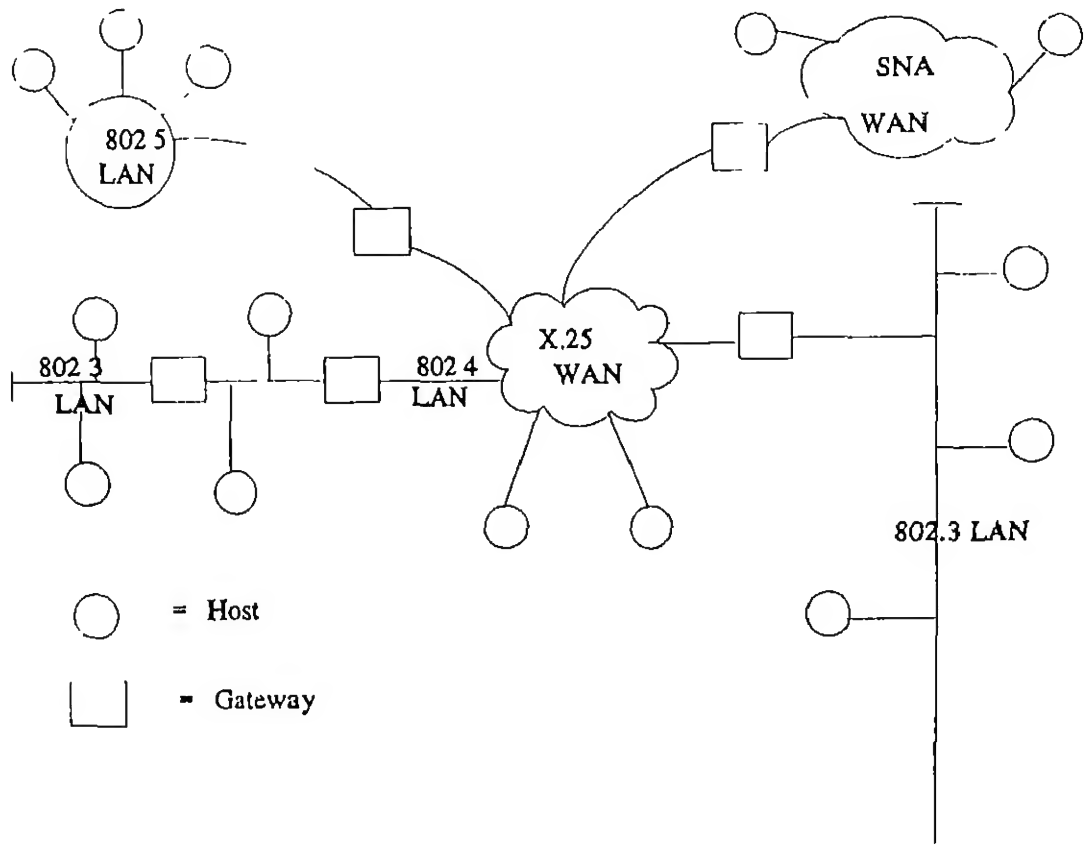 802 5
LAN
SNA
WAN
X.25
WAN
802 3
LAN
802 4
LAN
802.3 LAN
= Host
= Gateway